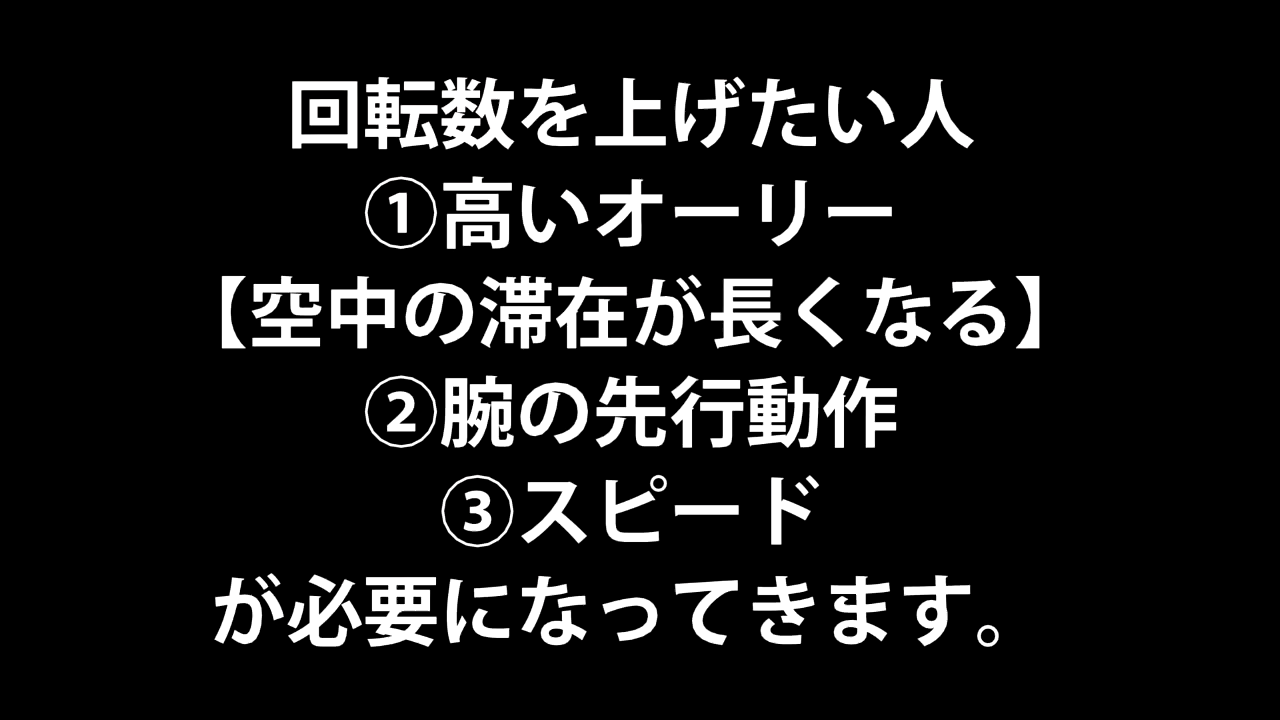 回転数を上げたい人
①高いオーリー
【空中の滞在が長くなる】
②腕の先行動作
③スピード
が必要になってきます。